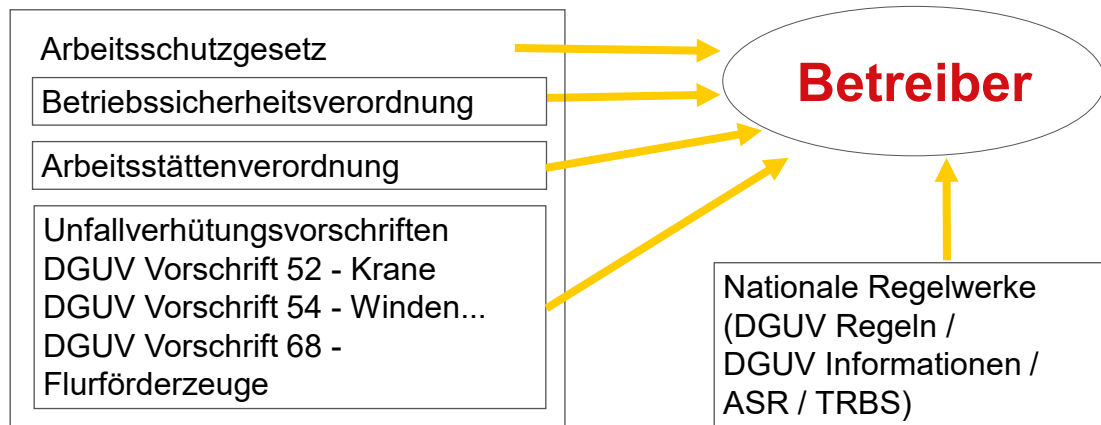 Arbeitsschutzgesetz
Betriebssicherheitsverordnung
Arbeitsstättenverordnung
Unfallverhütungsvorschriften
DGUV Vorschrift 52 - Krane
DGUV Vorschrift 54 - Winden...
DGUV Vorschrift 68 -
Flurförderzeuge
Betreiber
Nationale Regelwerke
(DGUV Regeln /
DGUV Informationen /
ASR / TRBS)